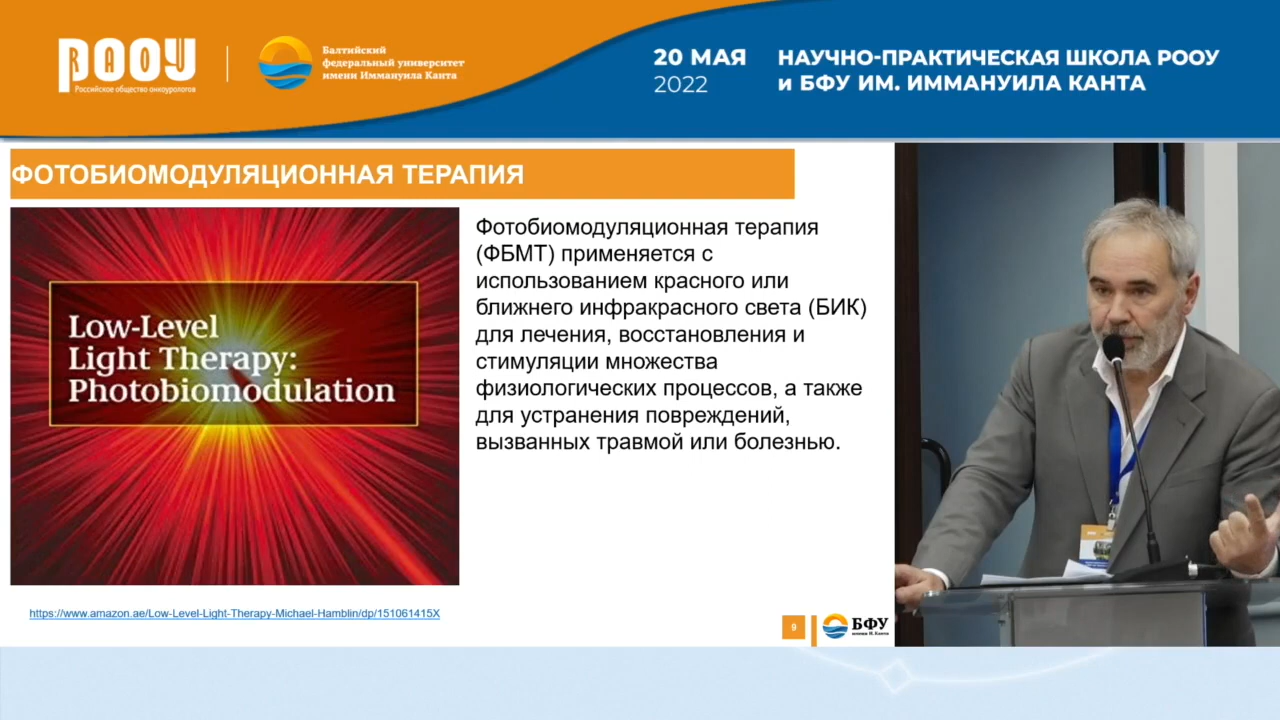 РООУ
RAOU
Российское общество онкоурологов
Балтийский
федеральный университет
имени Иммануила Канта
20 МАЯ
2022
НАУЧНО-ПРАКТИЧЕСКАЯ ШКОЛА РООУ
и БФУ ИМ. ИММАНУИЛА КАНТА
ФОТОБИОМОДУЛЯЦИОННАЯ ТЕРАПИЯ
Low-Level
Light Therapy:
Photobiomodulation
Фотобиомодуляционная терапия
(ФБМТ) применяется с
использованием красного или
ближнего инфракрасного света (БИК)
для лечения, восстановления и
стимуляции множества
физиологических процессов, а также
для устранения повреждений,
вызванных травмой или болезнью.
https://www.amazon.ae/Low-Level-Light-Therapy-Michael-Hamblin/dp/151061415X
9
БФУ
имени И. Канта